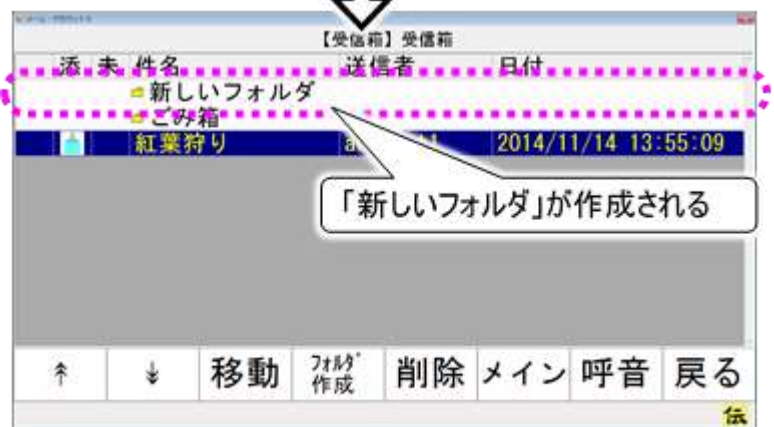 【受信箱】受信箱
添 未 件名 送信者 日付
新しいフォルダ
ごみ箱
紅葉狩り 2014/11/14 13:55:09
「新しいフォルダ」が作成される
↟ ↡ 移動 ﾌｫﾙﾀﾞ作成 削除 メイン 呼音 戻る
伝